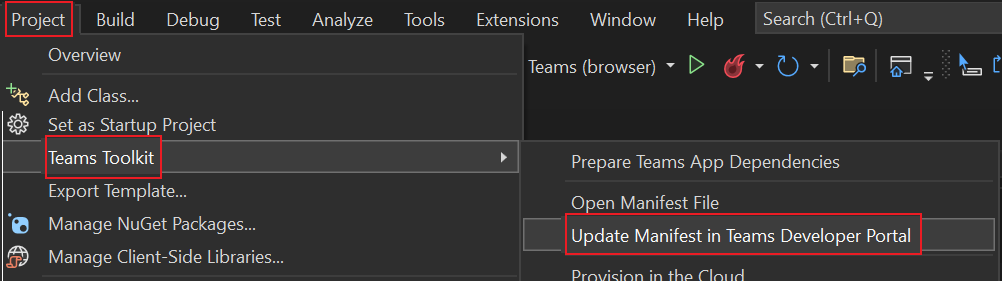 Project Build Debug Test Analyze Tools Extensions Window Help Search (Ctrl+Q)
Overview
Teams (browser)
Add Class...
Set as Startup Project
Teams Toolkit
Prepare Teams App Dependencies
Export Template...
Open Manifest File
Manage NuGet Packages...
Update Manifest in Teams Developer Portal
Manage Client-Side Libraries...
Provision in the Cloud